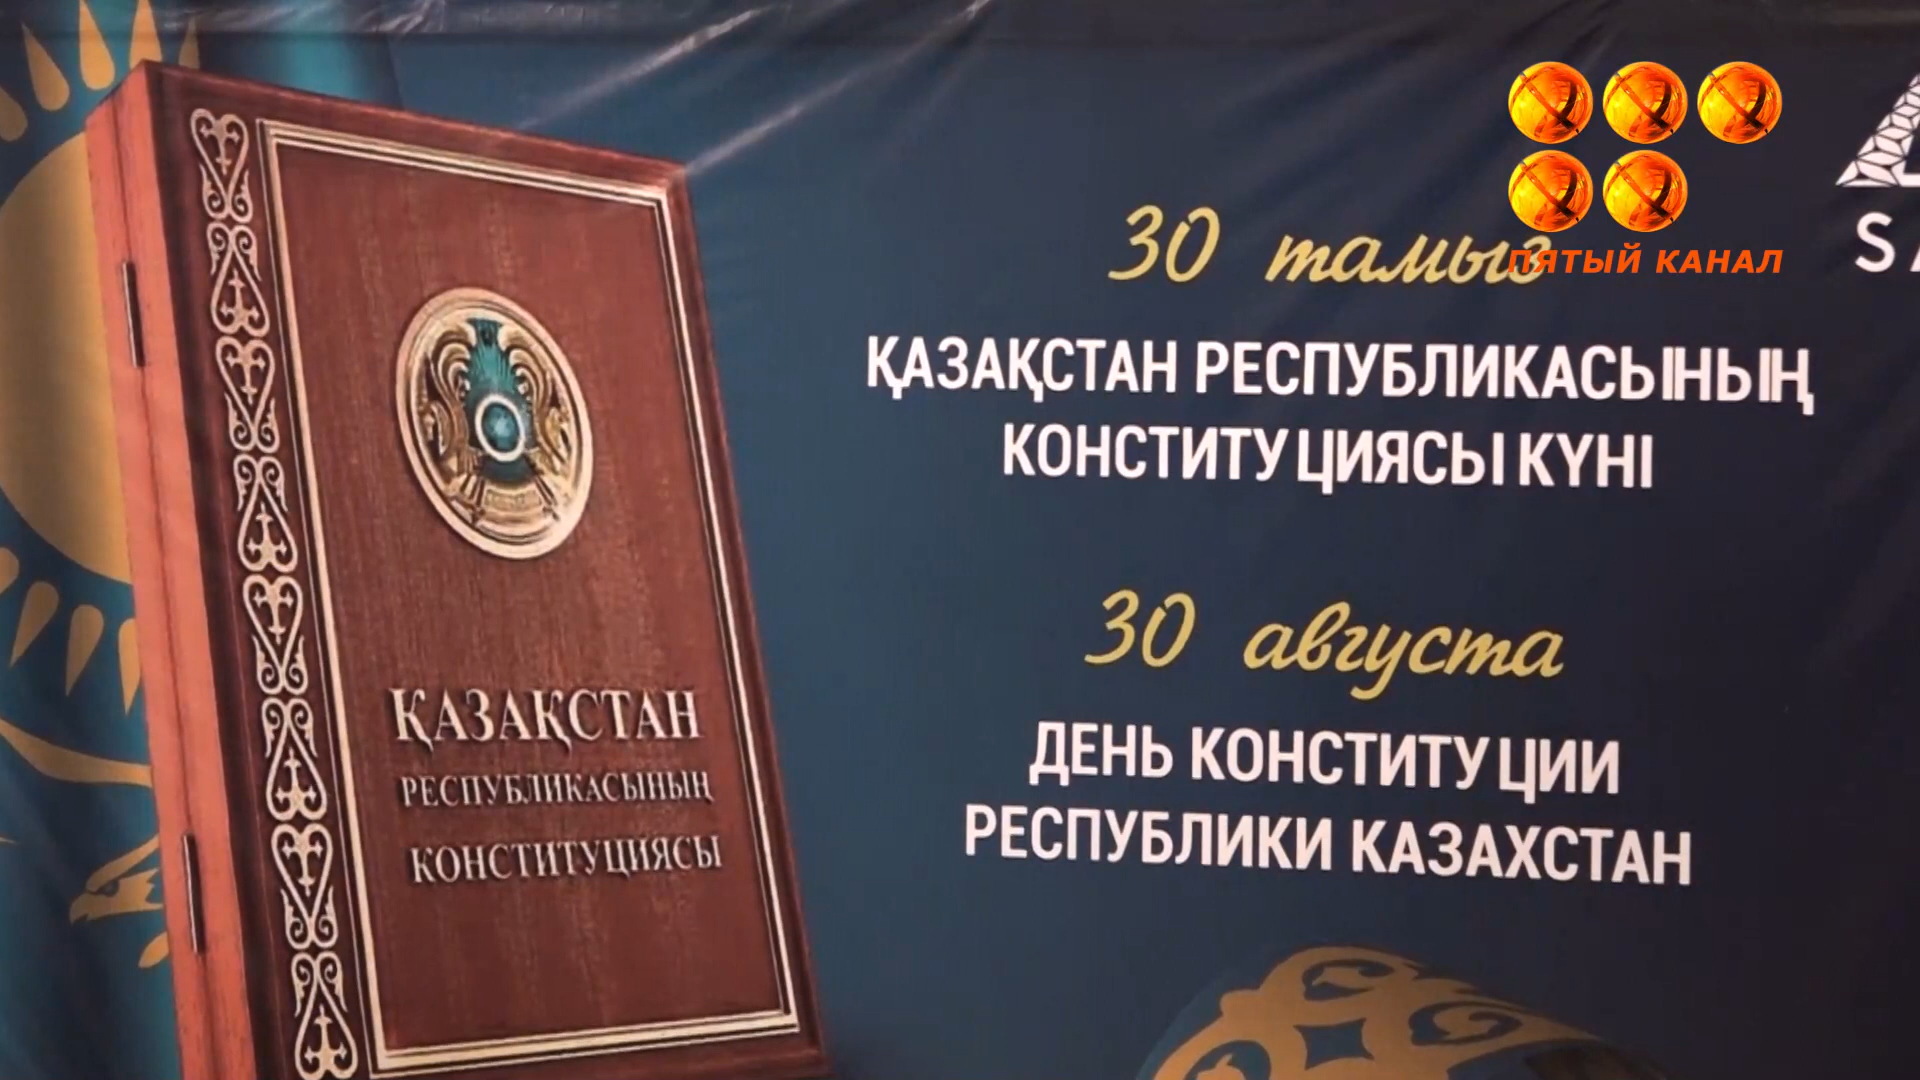 30 тамыз
ПЯТЫЙ КАНАЛ
ҚАЗАҚСТАН РЕСПУБЛИКАСЫНЫҢ
КОНСТИТУЦИЯСЫ КҮНІ
30 августа
ДЕНЬ КОНСТИТУЦИИ
РЕСПУБЛИКИ КАЗАХСТАН
ҚАЗАҚСТАН
РЕСПУБЛИКАСЫНЫҢ
КОНСТИТУЦИЯСЫ